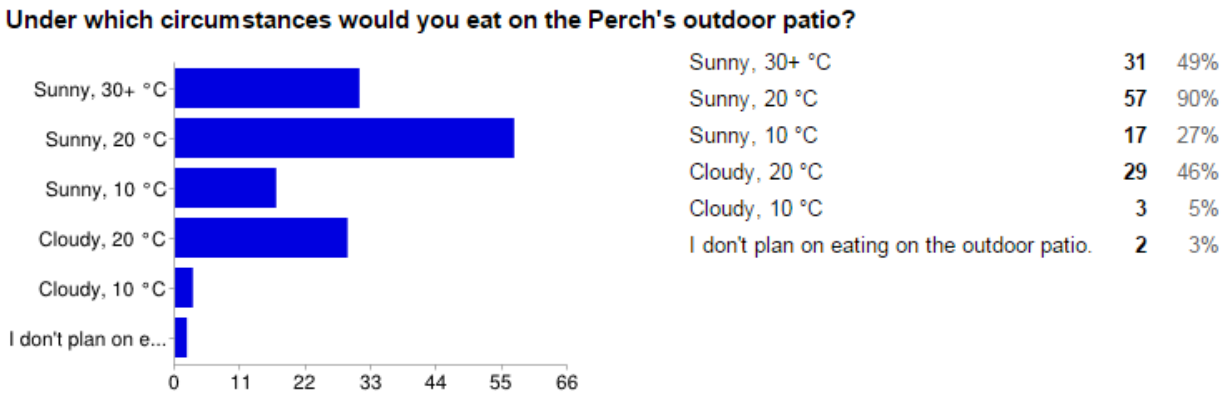 Under which circumstances would you eat on the Perch's outdoor patio?
Sunny, 30+ °C
Sunny, 20 °C
Sunny, 10 °C
Cloudy, 20 °C
Cloudy, 10 °C
I don't plan on e...
0 11 22 33 44 55 66
Sunny, 30+ °C 31 49%
Sunny, 20 °C 57 90%
Sunny, 10 °C 17 27%
Cloudy, 20 °C 29 46%
Cloudy, 10 °C 3 5%
I don't plan on eating on the outdoor patio. 2 3%